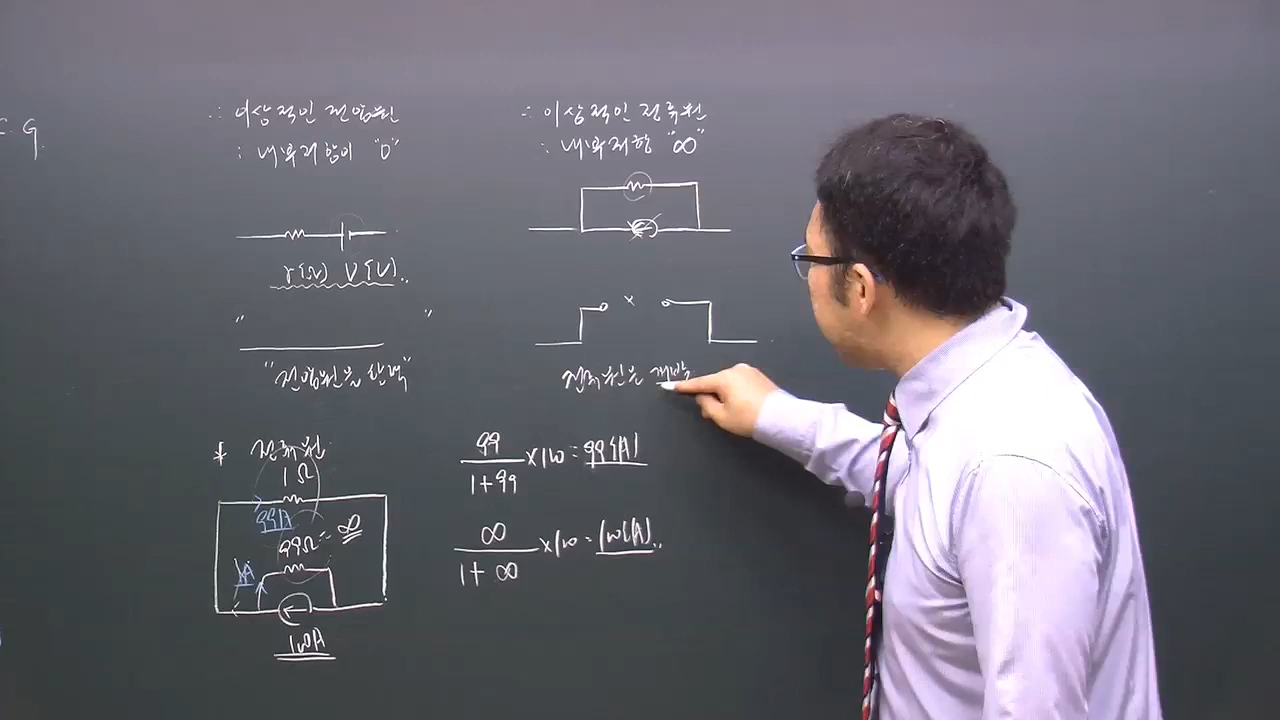 C. G.
∴ 이상적인 전압원
: 내부저항이 "0"
r[Ω] V[V]..
" "
"전압원은 단락"
∴ 이상적인 전류원
: 내부저항 "∞"
×
전류원은 개방
* 전류원
1Ω
99A
99Ω ∞
1A
100A
99
1+99
×100 = 99[A]
∞
1+∞
×100 = 100[A]..